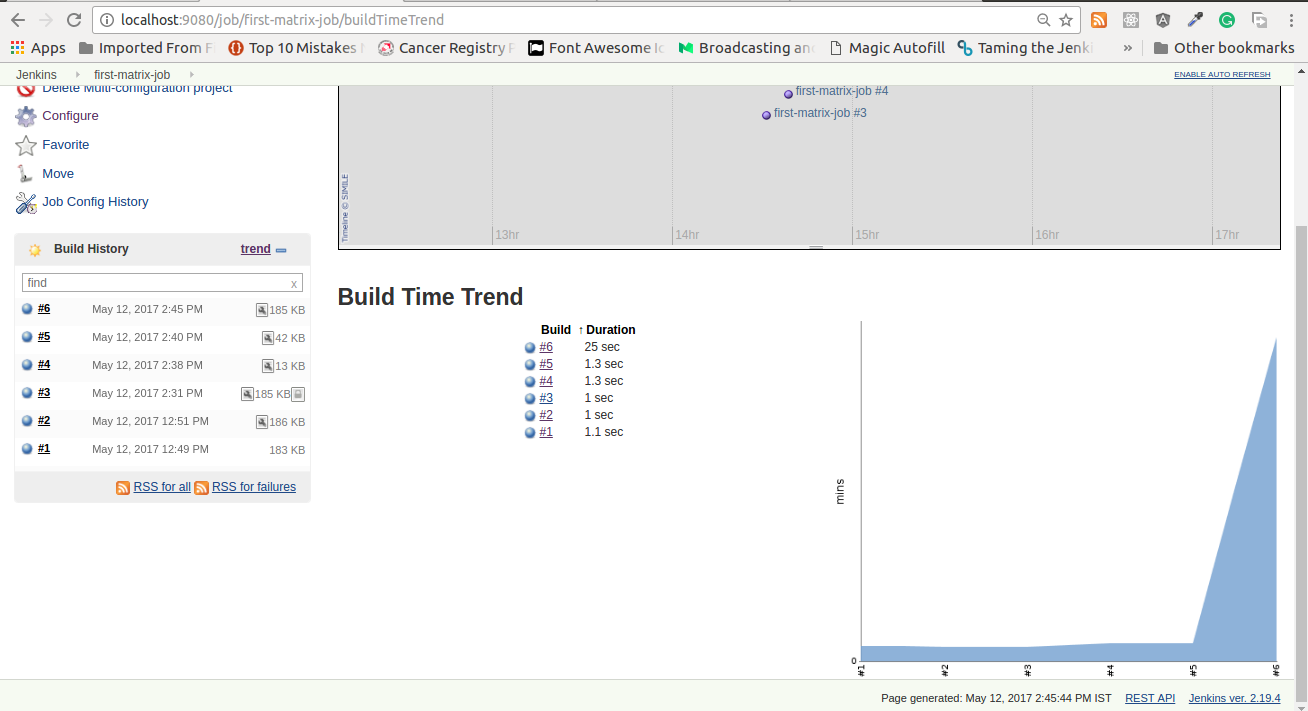 localhost:9080/job/first-matrix-job/buildTimeTrend
Apps Imported From F Top 10 Mistakes Cancer Registry F Font Awesome Ic Broadcasting an Magic Autofill Taming the Jenki » Other bookmarks
Jenkins first-matrix-job ENABLE AUTO REFRESH
Delete Multi-configuration project
Configure
Favorite
Move
Job Config History
first-matrix-job #4
first-matrix-job #3
Timeline © SIMILE
13hr 14hr 15hr 16hr 17hr
Build History trend
find x
#6 May 12, 2017 2:45 PM 185 KB
#5 May 12, 2017 2:40 PM 42 KB
#4 May 12, 2017 2:38 PM 13 KB
#3 May 12, 2017 2:31 PM 185 KB
#2 May 12, 2017 12:51 PM 186 KB
#1 May 12, 2017 12:49 PM 183 KB
RSS for all RSS for failures
Build Time Trend
Build ↑ Duration
#6 25 sec
#5 1.3 sec
#4 1.3 sec
#3 1 sec
#2 1 sec
#1 1.1 sec
mins
0
#1 #2 #3 #4 #5 #6
Page generated: May 12, 2017 2:45:44 PM IST REST API Jenkins ver. 2.19.4